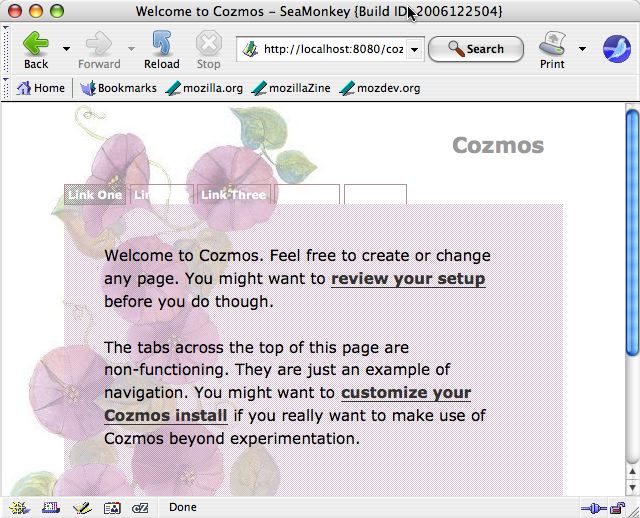 Welcome to Cozmos – SeaMonkey {Build ID: 2006122504}
Back
Forward
Reload
Stop
http://localhost:8080/coz
Search
Print
Home
Bookmarks
mozilla.org
mozillaZine
mozdev.org
Cozmos
Link One
Link Three
Welcome to Cozmos. Feel free to create or change
any page. You might want to review your setup
before you do though.
The tabs across the top of this page are
non-functioning. They are just an example of
navigation. You might want to customize your
Cozmos install if you really want to make use of
Cozmos beyond experimentation.
Done